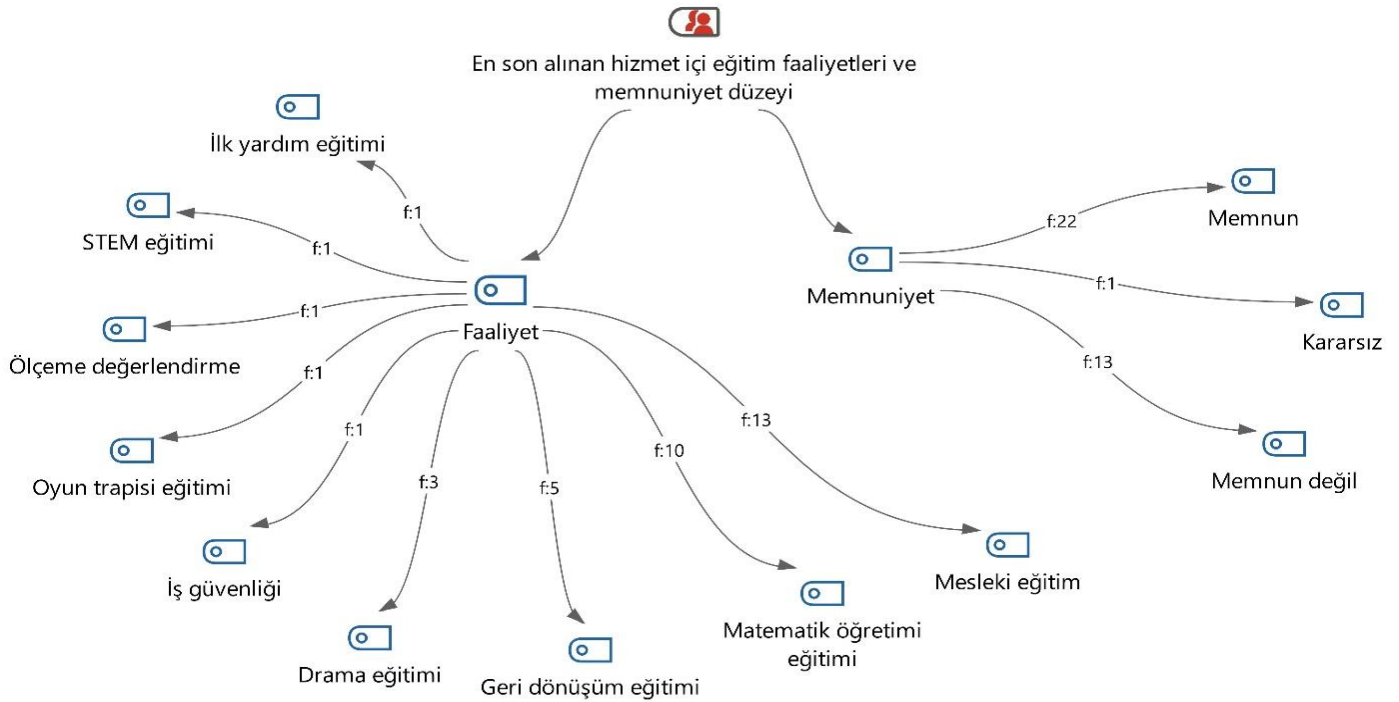 En son alınan hizmet içi eğitim faaliyetleri ve
memnuniyet düzeyi
İlk yardım eğitimi
f:1
STEM eğitimi
f:1
Ölçeme değerlendirme
f:1
Oyun trapisi eğitimi
f:1
İş güvenliği
f:1
Drama eğitimi
f:3
Geri dönüşüm eğitimi
f:5
Matematik öğretimi
eğitimi
f:10
Mesleki eğitim
f:13
Faaliyet
Memnuniyet
f:22
Memnun
f:1
Kararsız
f:13
Memnun değil